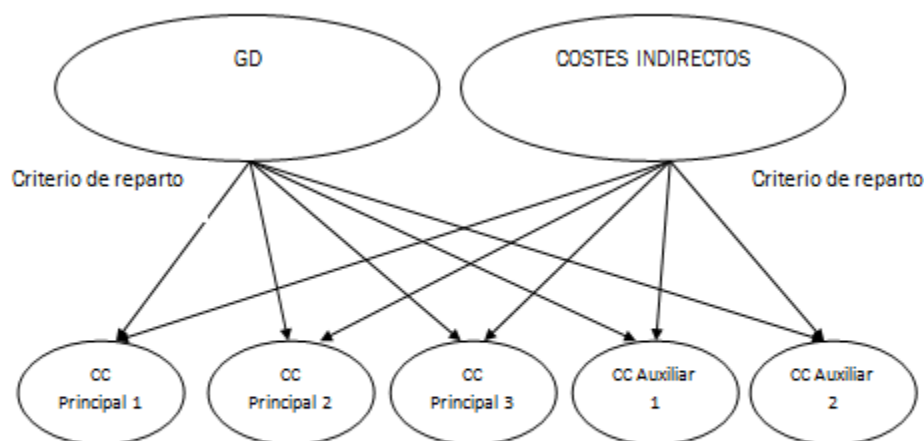 GD
COSTES INDIRECTOS
Criterio de reparto
Criterio de reparto
CC
Principal 1
CC
Principal 2
CC
Principal 3
CC Auxiliar
1
CC Auxiliar
2